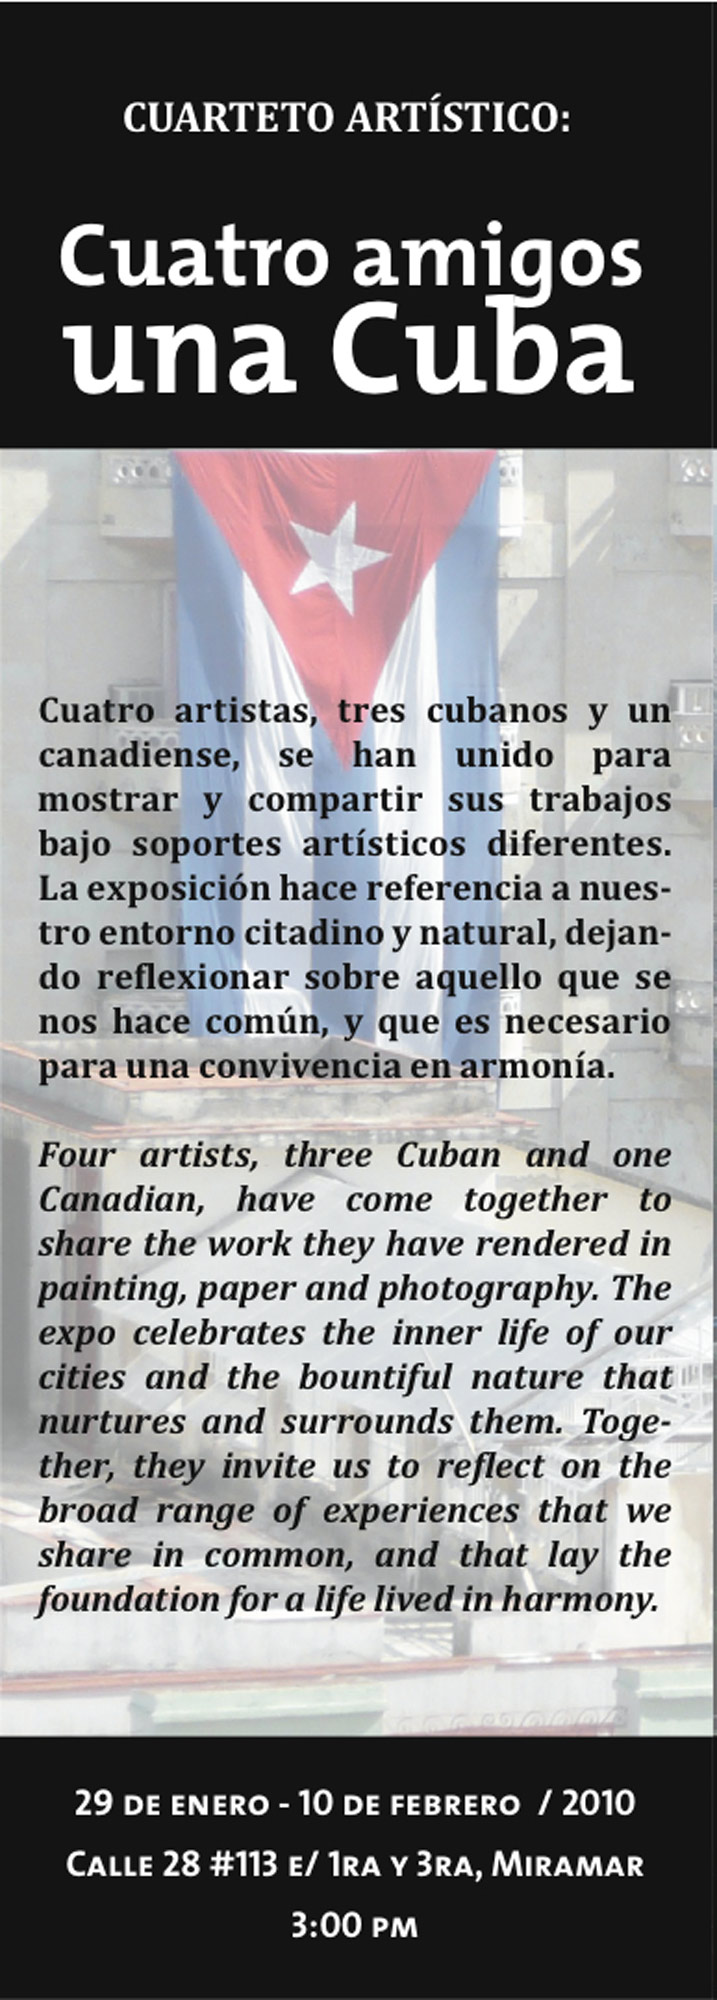 CUARTETO ARTÍSTICO:
Cuatro amigos
una Cuba
Cuatro artistas, tres cubanos y un
canadiense, se han unido para
mostrar y compartir sus trabajos
bajo soportes artísticos diferentes.
La exposición hace referencia a nues-
tro entorno citadino y natural, dejan-
do reflexionar sobre aquello que se
nos hace común, y que es necesario
para una convivencia en armonía.
Four artists, three Cuban and one
Canadian, have come together to
share the work they have rendered in
painting, paper and photography. The
expo celebrates the inner life of our
cities and the bountiful nature that
nurtures and surrounds them. Toge-
ther, they invite us to reflect on the
broad range of experiences that we
share in common, and that lay the
foundation for a life lived in harmony.
29 DE ENERO - 10 DE FEBRERO / 2010
CALLE 28 #113 E/ 1RA Y 3RA, MIRAMAR
3:00 PM